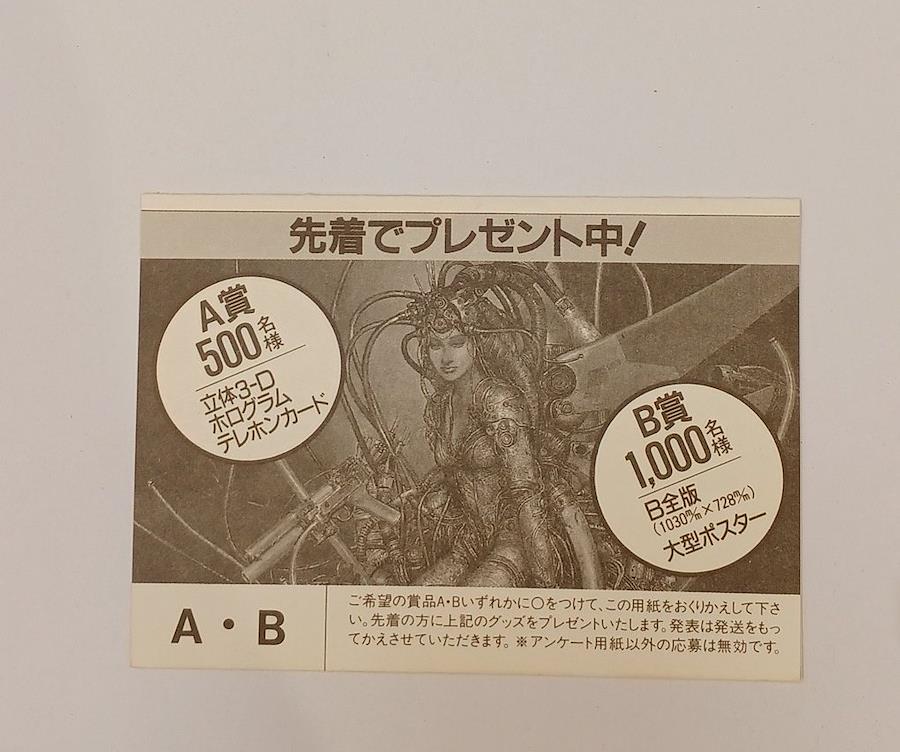 先着でプレゼント中!
A賞
500名様
立体3-D
ホログラム
テレホンカード
B賞
1,000名様
B全版
(1030㎜×728㎜)
大型ポスター
A・B
ご希望の賞品A・Bいずれかに○をつけて、この用紙をおくりかえして下さ
い。先着の方に上記のグッズをプレゼントいたします。発表は発送をもっ
てかえさせていただきます。※アンケート用紙以外の応募は無効です。